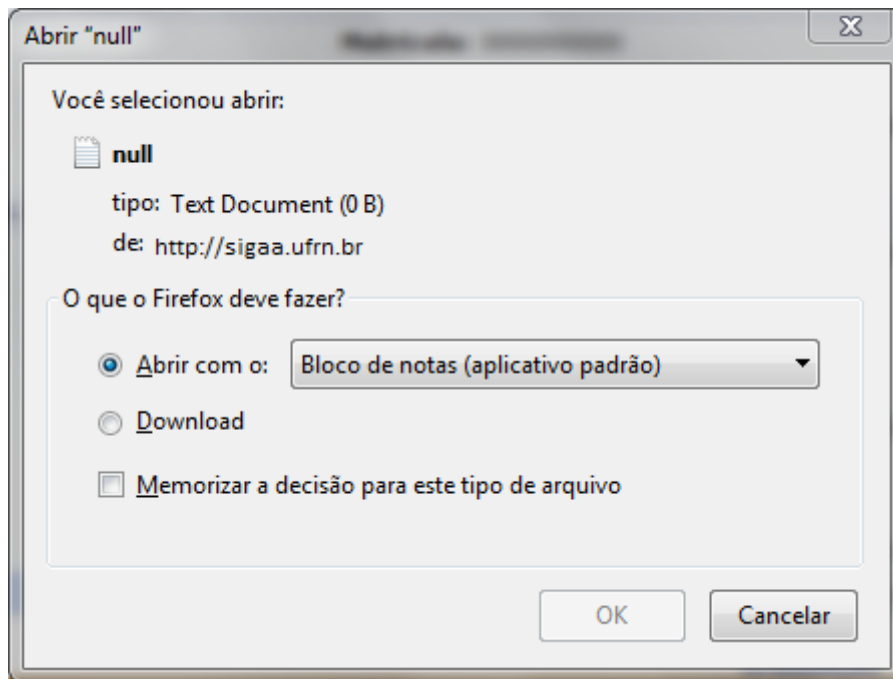 Abrir "null"
Você selecionou abrir:
null
tipo: Text Document (0 B)
de: http://sigaa.ufrn.br
O que o Firefox deve fazer?
Abrir com o: Bloco de notas (aplicativo padrão)
Download
Memorizar a decisão para este tipo de arquivo
OK Cancelar